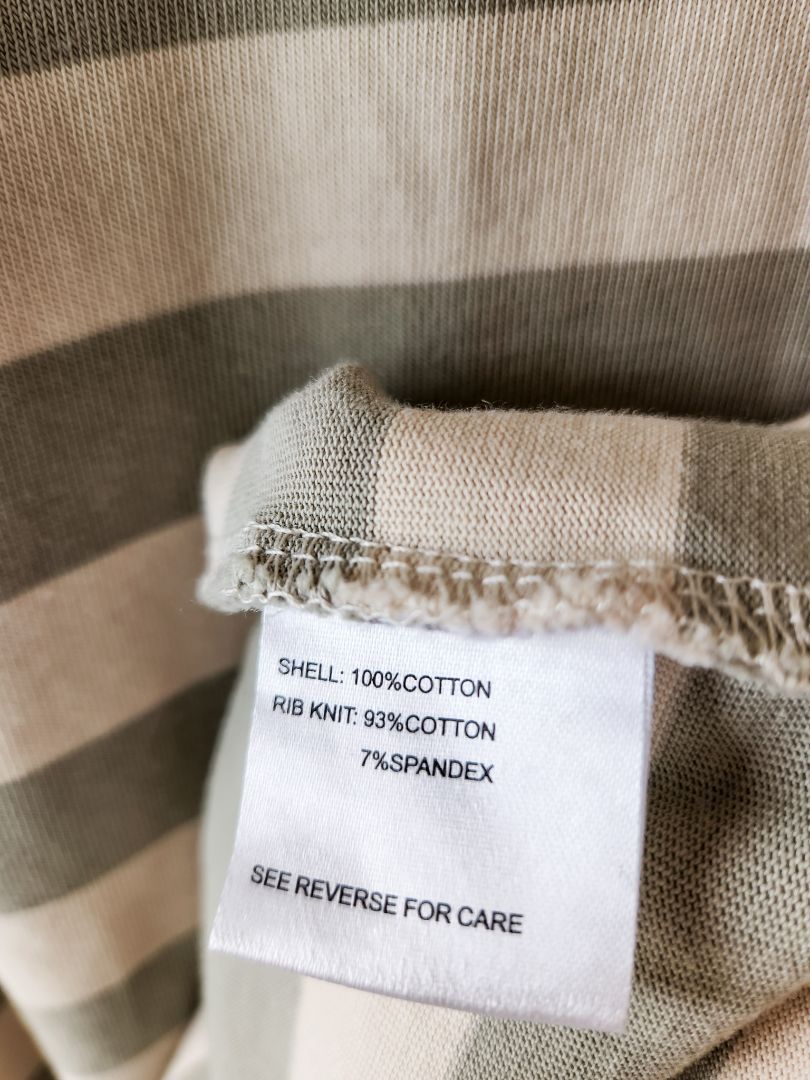 SHELL: 100%COTTON
RIB KNIT: 93%COTTON
7%SPANDEX
SEE REVERSE FOR CARE